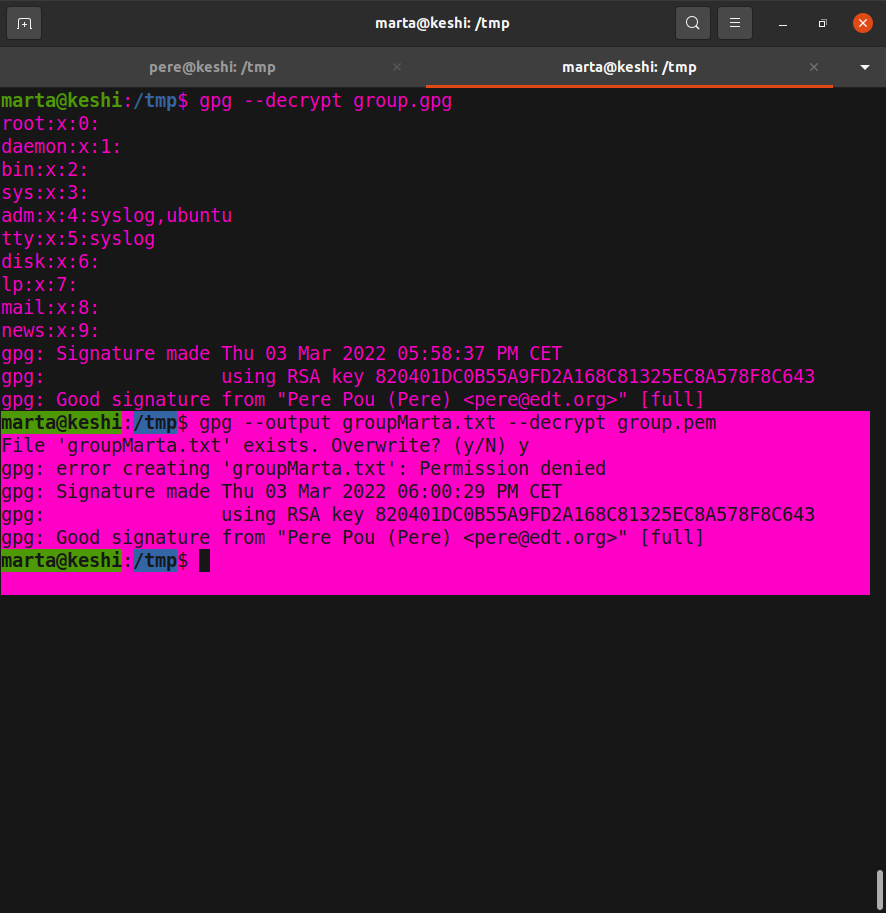 marta@keshi: /tmp
pere@keshi: /tmp
marta@keshi: /tmp
marta@keshi:/tmp$ gpg --decrypt group.gpg
root:x:0:
daemon:x:1:
bin:x:2:
sys:x:3:
adm:x:4:syslog,ubuntu
tty:x:5:syslog
disk:x:6:
lp:x:7:
mail:x:8:
news:x:9:
gpg: Signature made Thu 03 Mar 2022 05:58:37 PM CET
gpg:                using RSA key 820401DC0B55A9FD2A168C81325EC8A578F8C643
gpg: Good signature from "Pere Pou (Pere) <pere@edt.org>" [full]
marta@keshi:/tmp$ gpg --output groupMarta.txt --decrypt group.pem
File 'groupMarta.txt' exists. Overwrite? (y/N) y
gpg: error creating 'groupMarta.txt': Permission denied
gpg: Signature made Thu 03 Mar 2022 06:00:29 PM CET
gpg:                using RSA key 820401DC0B55A9FD2A168C81325EC8A578F8C643
gpg: Good signature from "Pere Pou (Pere) <pere@edt.org>" [full]
marta@keshi:/tmp$